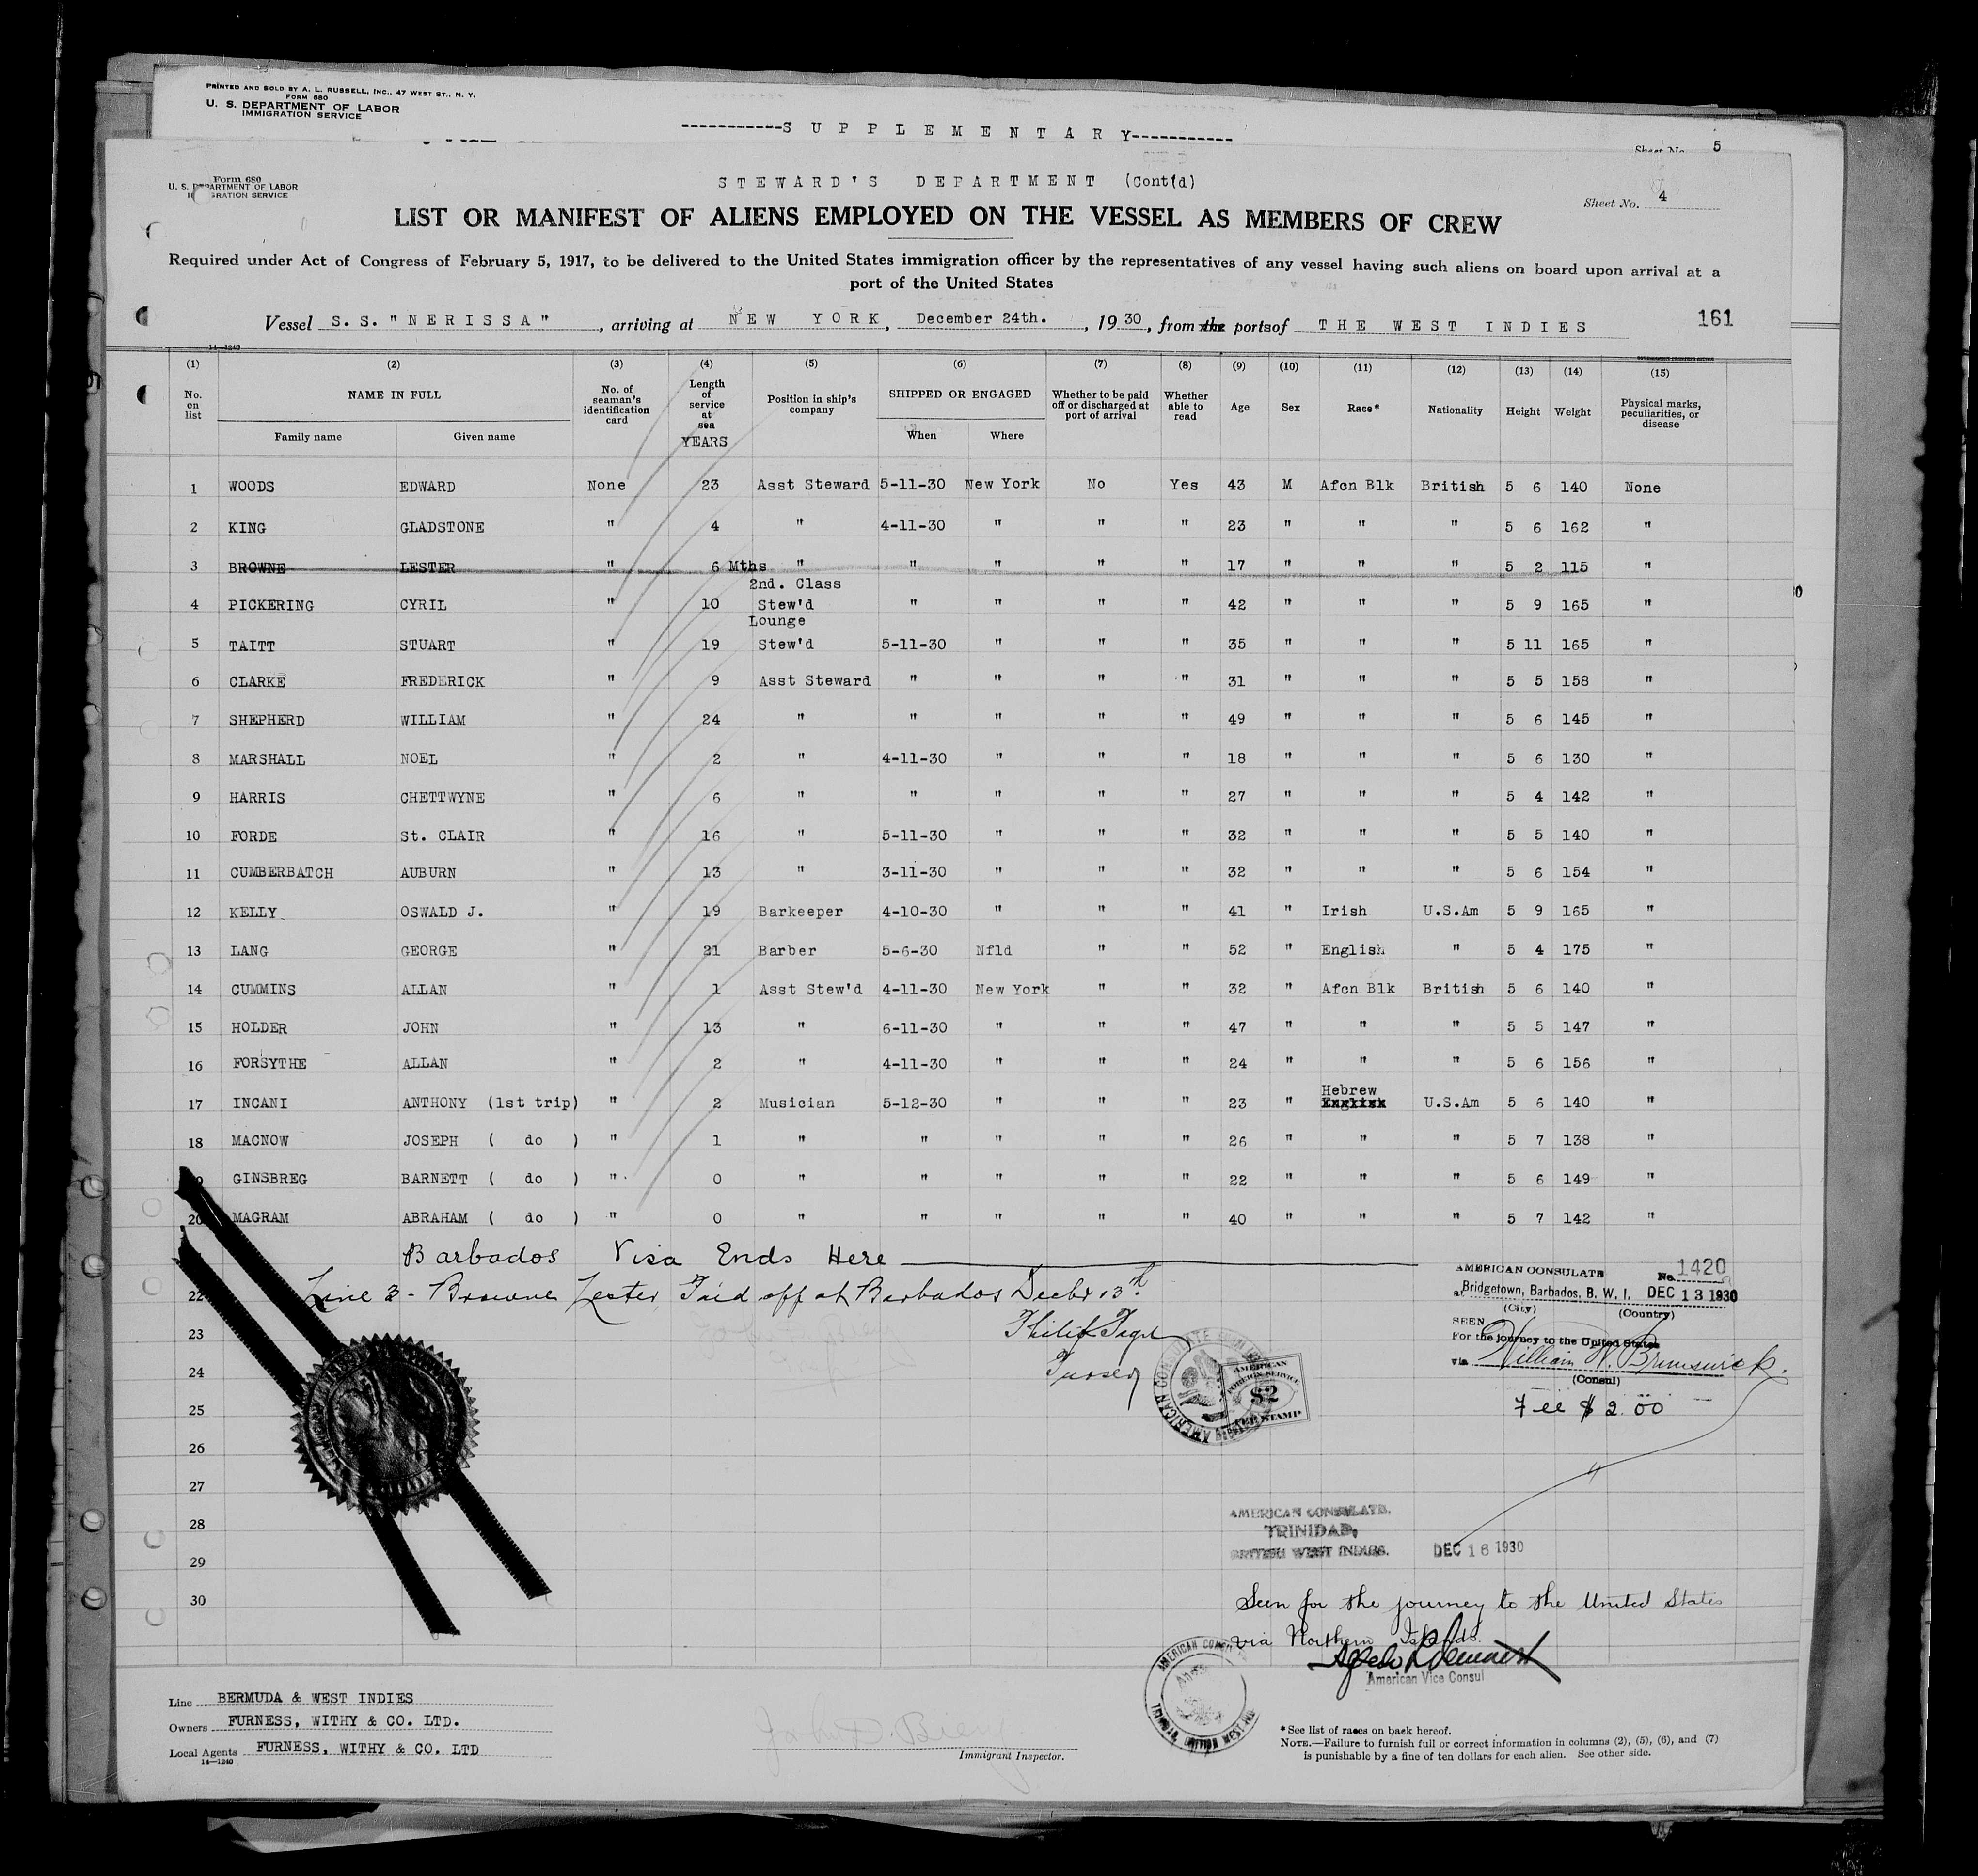 PRINTED AND SOLD BY A. L. RUSSELL, INC., 47 WEST ST., N. Y.
FORM 680
U. S. DEPARTMENT OF LABOR
IMMIGRATION SERVICE
-----------S U P P L E M E N T A R Y-----------
Sheet No. 5
Form 680
U. S. DEPARTMENT OF LABOR
IMMIGRATION SERVICE
STEWARD'S DEPARTMENT (Cont'd)
Sheet No. 4
LIST OR MANIFEST OF ALIENS EMPLOYED ON THE VESSEL AS MEMBERS OF CREW
Required under Act of Congress of February 5, 1917, to be delivered to the United States immigration officer by the representatives of any vessel having such aliens on board upon arrival at a
port of the United States
Vessel S.S. "NERISSA", arriving at NEW YORK, December 24th., 1930, from the ports of THE WEST INDIES 161
14—1240
(1) (2) (3) (4) (5) (6) (7) (8) (9) (10) (11) (12) (13) (14) (15)
No. on list NAME IN FULL Family name Given name No. of seaman's identification card Length of service at sea YEARS Position in ship's company SHIPPED OR ENGAGED When Where Whether to be paid off or discharged at port of arrival Whether able to read Age Sex Race* Nationality Height Weight Physical marks, peculiarities, or disease
1 WOODS EDWARD None 23 Asst Steward 5-11-30 New York No Yes 43 M Afcn Blk British 5 6 140 None
2 KING GLADSTONE " 4 " 4-11-30 " " " 23 " " " 5 6 162 "
3 BROWNE LESTER " 6 Mths " " " " " 17 " " " 5 2 115 "
4 PICKERING CYRIL " 10 2nd. Class Stew'd " " " " 42 " " " 5 9 165 "
5 TAITT STUART " 19 Lounge Stew'd 5-11-30 " " " 35 " " " 5 11 165 "
6 CLARKE FREDERICK " 9 Asst Steward " " " " 31 " " " 5 5 158 "
7 SHEPHERD WILLIAM " 24 " " " " " 49 " " " 5 6 145 "
8 MARSHALL NOEL " 2 " 4-11-30 " " " 18 " " " 5 6 130 "
9 HARRIS CHETTWYNE " 6 " " " " " 27 " " " 5 4 142 "
10 FORDE St. CLAIR " 16 " 5-11-30 " " " 32 " " " 5 5 140 "
11 CUMBERBATCH AUBURN " 13 " 3-11-30 " " " 32 " " " 5 6 154 "
12 KELLY OSWALD J. " 19 Barkeeper 4-10-30 " " " 41 " Irish U.S.Am 5 9 165 "
13 LANG GEORGE " 21 Barber 5-6-30 Nfld " " 52 " English " 5 4 175 "
14 CUMMINS ALLAN " 1 Asst Stew'd 4-11-30 New York " " 32 " Afcn Blk British 5 6 140 "
15 HOLDER JOHN " 13 " 6-11-30 " " " 47 " " " 5 5 147 "
16 FORSYTHE ALLAN " 2 " 4-11-30 " " " 24 " " " 5 6 156 "
17 INCANI ANTHONY (1st trip) " 2 Musician 5-12-30 " " " 23 " Hebrew English U.S.Am 5 6 140 "
18 MACNOW JOSEPH ( do ) " 1 " " " " " 26 " " " 5 7 138 "
GINSBREG BARNETT ( do ) " 0 " " " " " 22 " " " 5 6 149 "
20 MAGRAM ABRAHAM ( do ) " 0 " " " " " 40 " " " 5 7 142 "
Barbados Visa Ends Here
22 Line 3 - Browne Lester, Paid off at Barbados Decbr 13th.
23 Philip
24 Purser
25
26
27
28
29
30
AMERICAN CONSULATE No. 1420
at Bridgetown, Barbados, B. W. I. DEC 13 1930
(City) (Country)
SEEN
For the journey to the United States
via William W. Brunswick.
(Consul)
Fee $2.00
AMERICAN FOREIGN SERVICE $2 FEE STAMP
AMERICAN CONSULATE,
TRINIDAD,
BRITISH WEST INDIES.
DEC 16 1930
Seen for the journey to the United States
via Northern Islands.
American Vice Consul
Line BERMUDA & WEST INDIES
Owners FURNESS, WITHY & CO. LTD.
Local Agents FURNESS, WITHY & CO. LTD
14—1240
John D.
Immigrant Inspector.
*See list of races on back hereof.
NOTE.—Failure to furnish full or correct information in columns (2), (5), (6), and (7)
is punishable by a fine of ten dollars for each alien. See other side.